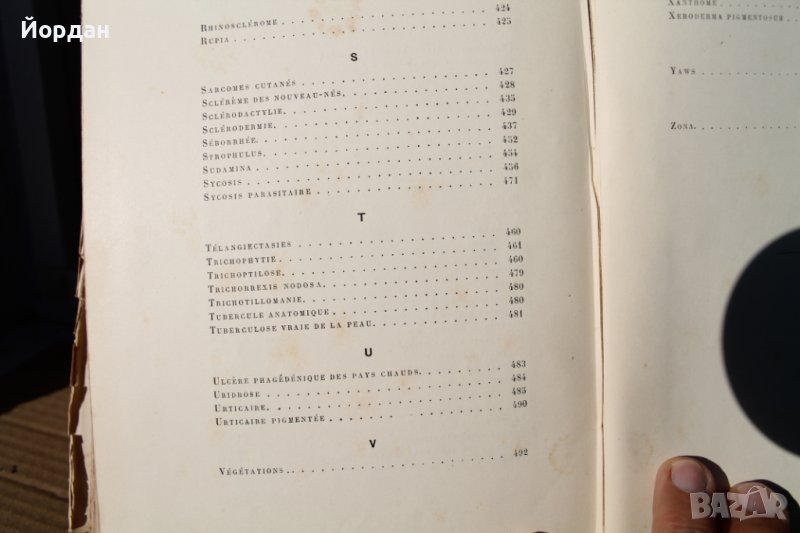 Йордан
Rhinosclérome 424
Rupia 425
S
Sarcomes cutanés 427
Sclérème des nouveau-nés 428
Sclérodactylie 435
Sclérodermie 429
Séborrhée 437
Strophulus 452
Sudamina 454
Sycosis 456
Sycosis parasitaire 471
T
Télangiectasies 460
Trichophytie 461
Trichoptilose 460
Trichorrexis nodosa 479
Trichotillomanie 480
Tubercule anatomique 480
Tuberculose vraie de la peau 481
U
Ulcère phagédénique des pays chauds 483
Uridrose 484
Urticaire 485
Urticaire pigmentée 490
V
Végétations 492
Xanthome
Xeroderma pigmentosum
Yaws
Zona
BAZAR